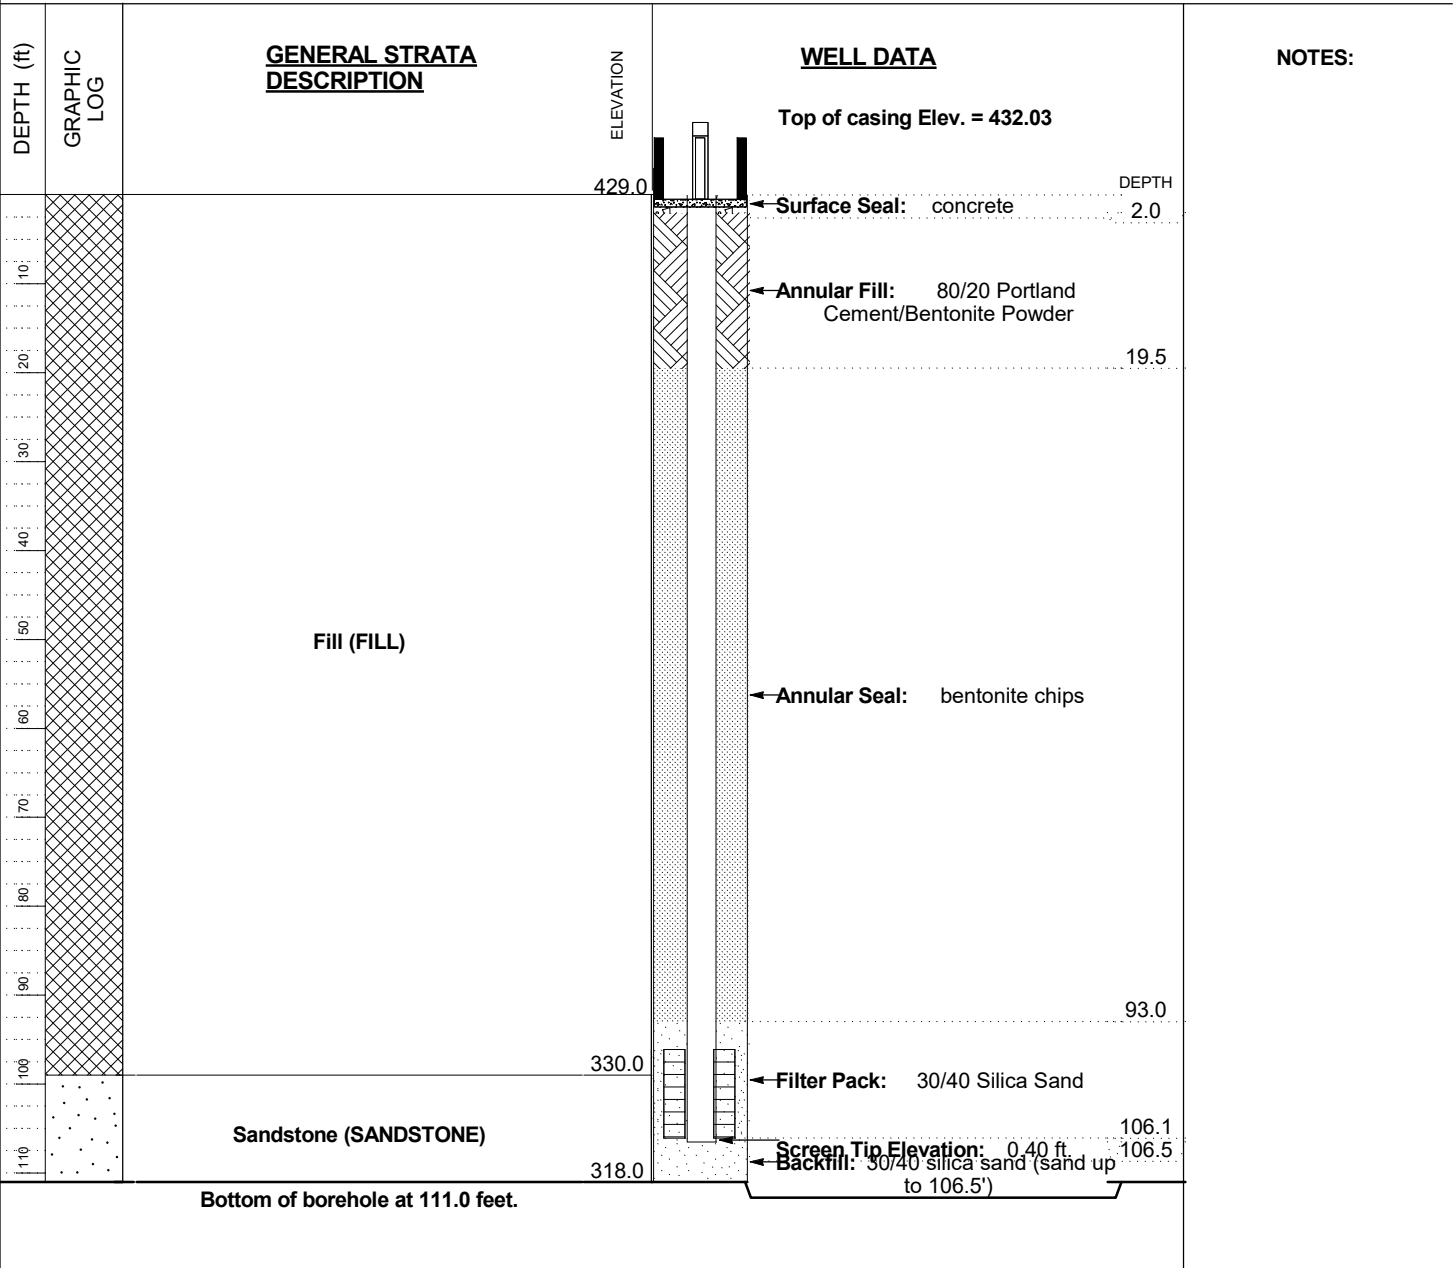 DEPTH (ft)
GRAPHIC
LOG
GENERAL STRATA
DESCRIPTION
ELEVATION
WELL DATA
NOTES:
Top of casing Elev. = 432.03
429.0
DEPTH
Surface Seal: concrete
2.0
10
Annular Fill: 80/20 Portland
Cement/Bentonite Powder
19.5
20
30
40
50
Fill (FILL)
Annular Seal: bentonite chips
60
70
80
90
93.0
330.0
100
Filter Pack: 30/40 Silica Sand
106.1
Sandstone (SANDSTONE)
Screen Tip Elevation: 0.40 ft.
106.5
110
Backfill: 30/40 silica sand (sand up
to 106.5')
318.0
Bottom of borehole at 111.0 feet.